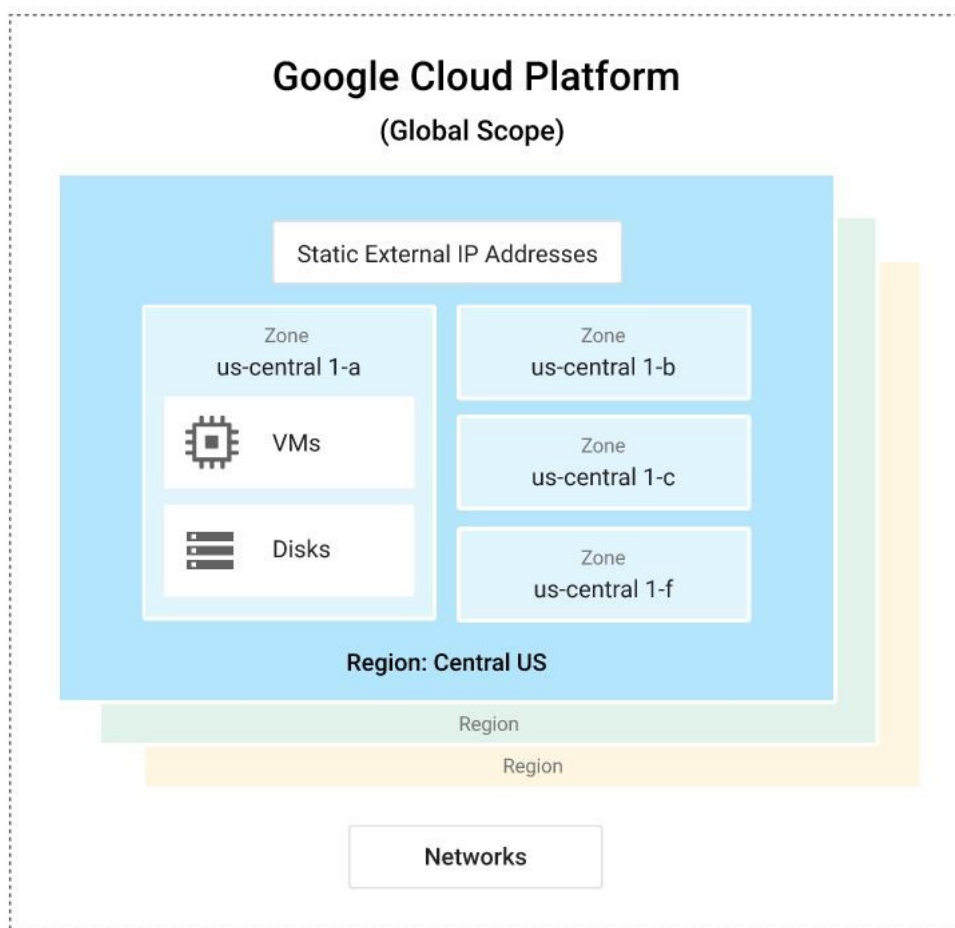 Google Cloud Platform
(Global Scope)
Static External IP Addresses
Zone
us-central 1-a
VMs
Disks
Zone
us-central 1-b
Zone
us-central 1-c
Zone
us-central 1-f
Region: Central US
Region
Region
Networks